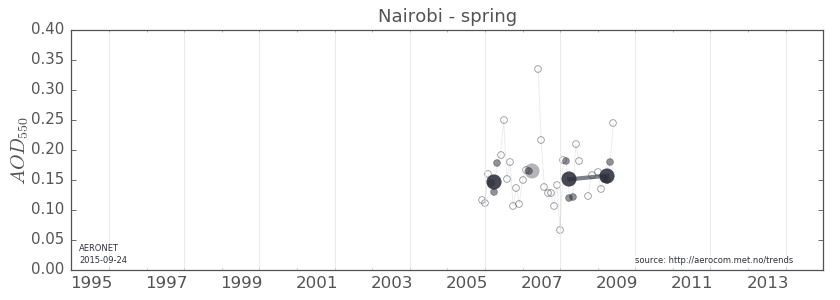 Nairobi - spring
0.40
0.35
0.30
0.25
0.20
0.15
0.10
0.05
0.00
AOD550
AERONET
2015-09-24
source: http://aerocom.met.no/trends
1995 1997 1999 2001 2003 2005 2007 2009 2011 2013